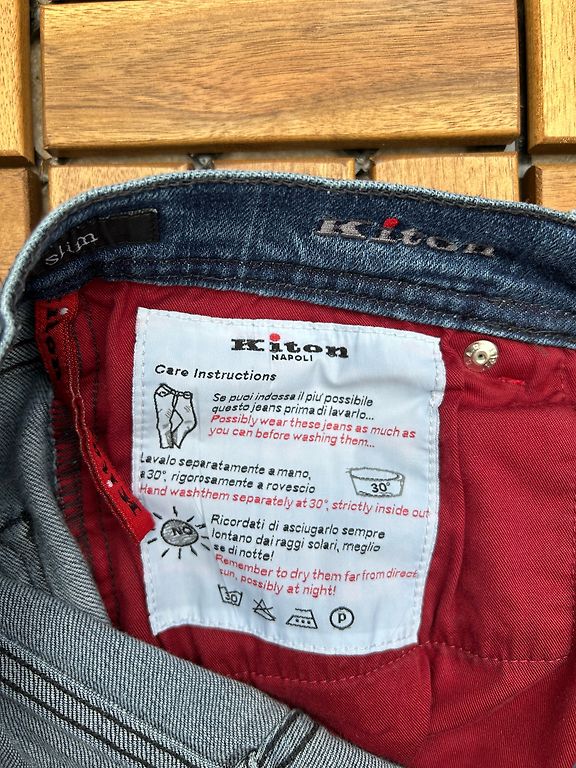 slim
Kiton
Kiton
NAPOLI
Care Instructions
Se puoi indossa il piu' possibile
questo jeans prima di lavarlo...
Possibly wear these jeans as much as
you can before washing them...
Lavalo separatamente a mano,
a 30°, rigorosamente a rovescio
30°
Hand washthem separately at 30°, strictly inside out
NO
Ricordati di asciugarlo sempre
lontano dai raggi solari, meglio
se di notte!
Remember to dry them far from direct
sun, possibly at night!
30
P